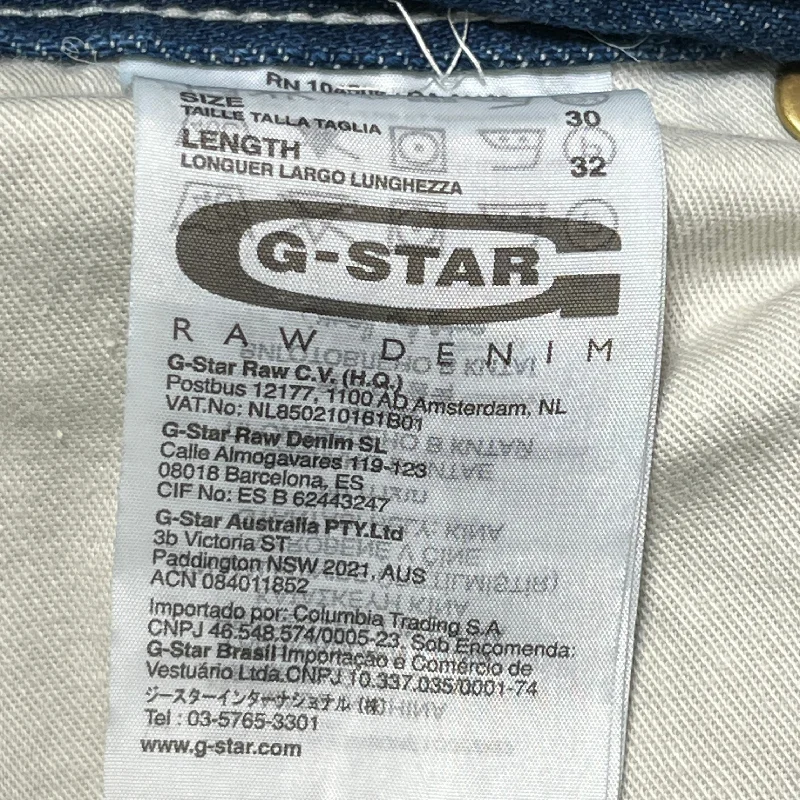 SIZE 30
TAILLE TALLA TAGLIA
LENGTH 32
LONGUER LARGO LUNGHEZZA
G-STAR
RAW DENIM
G-Star Raw C.V. (H.Q.)
Postbus 12177, 1100 AD Amsterdam, NL
VAT.No: NL850210161B01
G-Star Raw Denim SL
Calle Almogavares 119-123
08018 Barcelona, ES
CIF No: ES B 62443247
G-Star Australia PTY.Ltd
3b Victoria ST
Paddington NSW 2021, AUS
ACN 084011852
Importado por: Columbia Trading S.A
CNPJ 46.548.574/0005-23, Sob Encomenda:
G-Star Brasil Importação e Comércio de
Vestuário Ltda.CNPJ 10.337.035/0001-74
ジースターインターナショナル (株)
Tel : 03-5765-3301
www.g-star.com